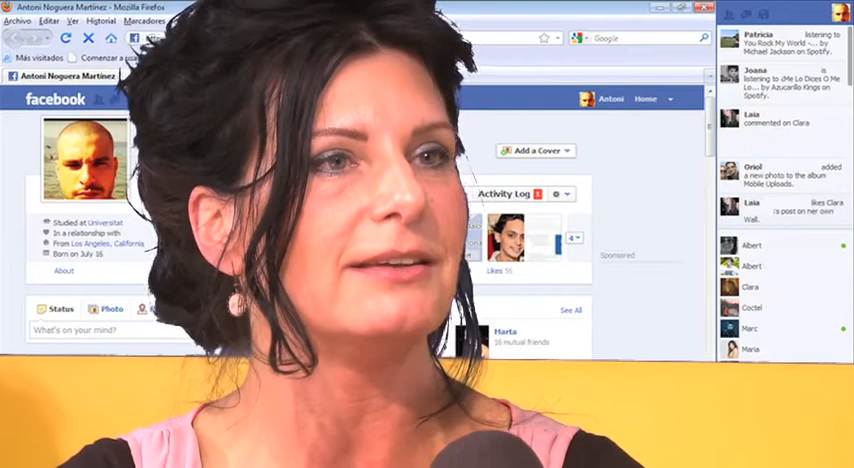 Antoni Noguera Martínez - Mozilla Firefox
Archivo Editar Ver Historial Marcadores
Google
Más visitados Comenzar a usa
Antoni Noguera Martínez
facebook
Antoni Home
Add a Cover
Activity Log 1
Studied at Universitat
In a relationship with
From Los Angeles, California
Born on July 16
About
Likes 56
4
Sponsored
Status Photo
What's on your mind?
See All
Marta
16 mutual friends
Patricia listening to
You Rock My World -... by
Michael Jackson on Spotify.
Joana is
listening to ¿Me Lo Dices O Me
Lo... by Azucarillo Kings on
Spotify.
Laia
commented on Clara
Oriol added
a new photo to the album
Mobile Uploads.
Laia likes Clara
's post on her own
Wall.
Albert
Albert
Clara
Coctel
Marc
Maria